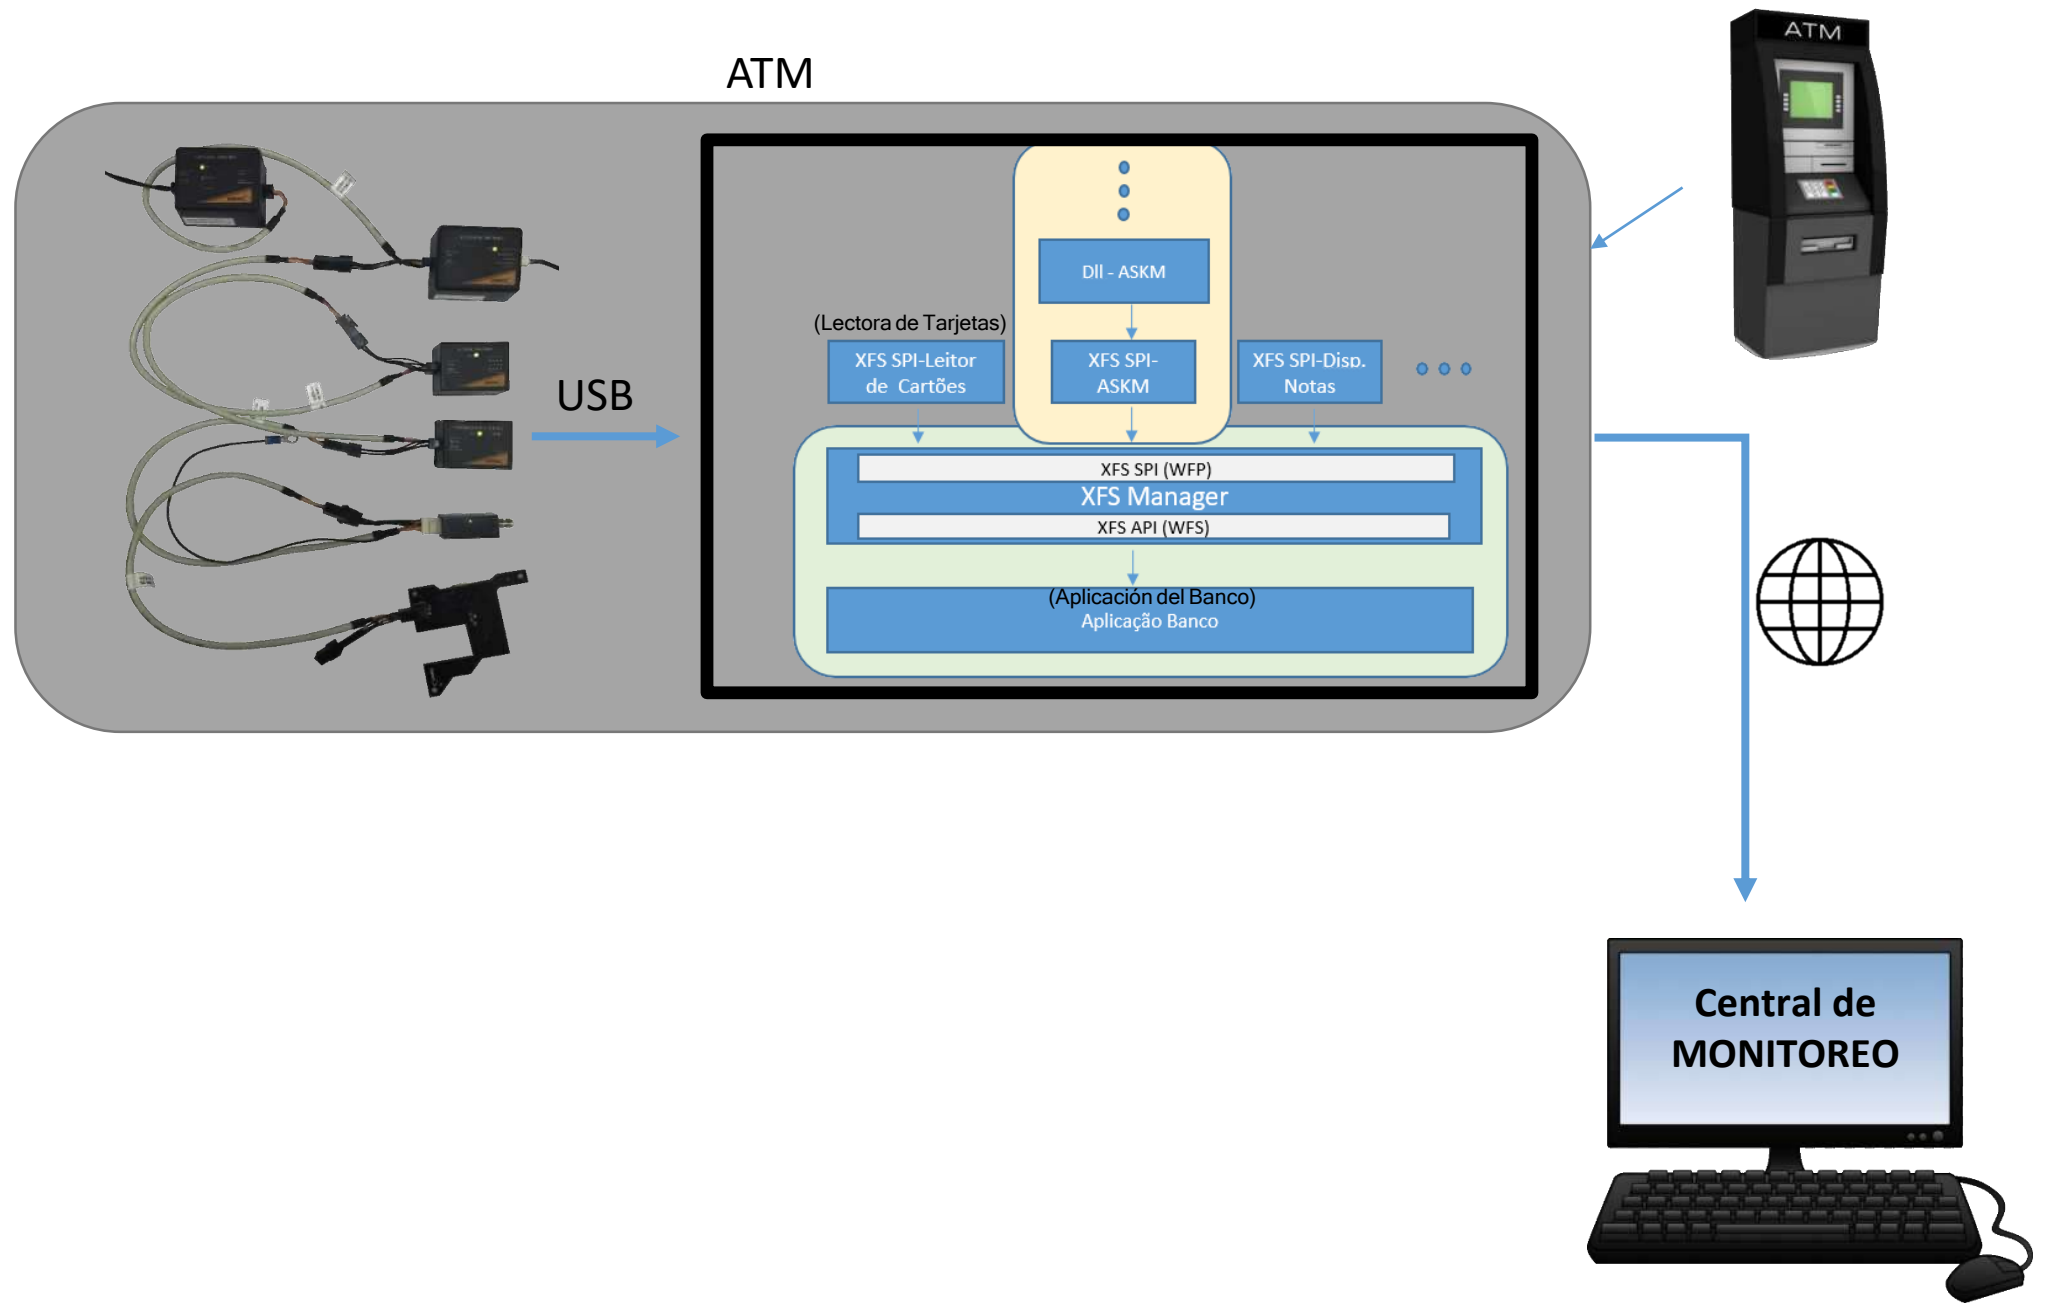 ATM
ATM
USB
Dll - ASKM
(Lectora de Tarjetas)
XFS SPI-Leitor
de Cartões
XFS SPI-
ASKM
XFS SPI-Disp.
Notas
XFS SPI (WFP)
XFS Manager
XFS API (WFS)
(Aplicación del Banco)
Aplicação Banco
Central de
MONITOREO